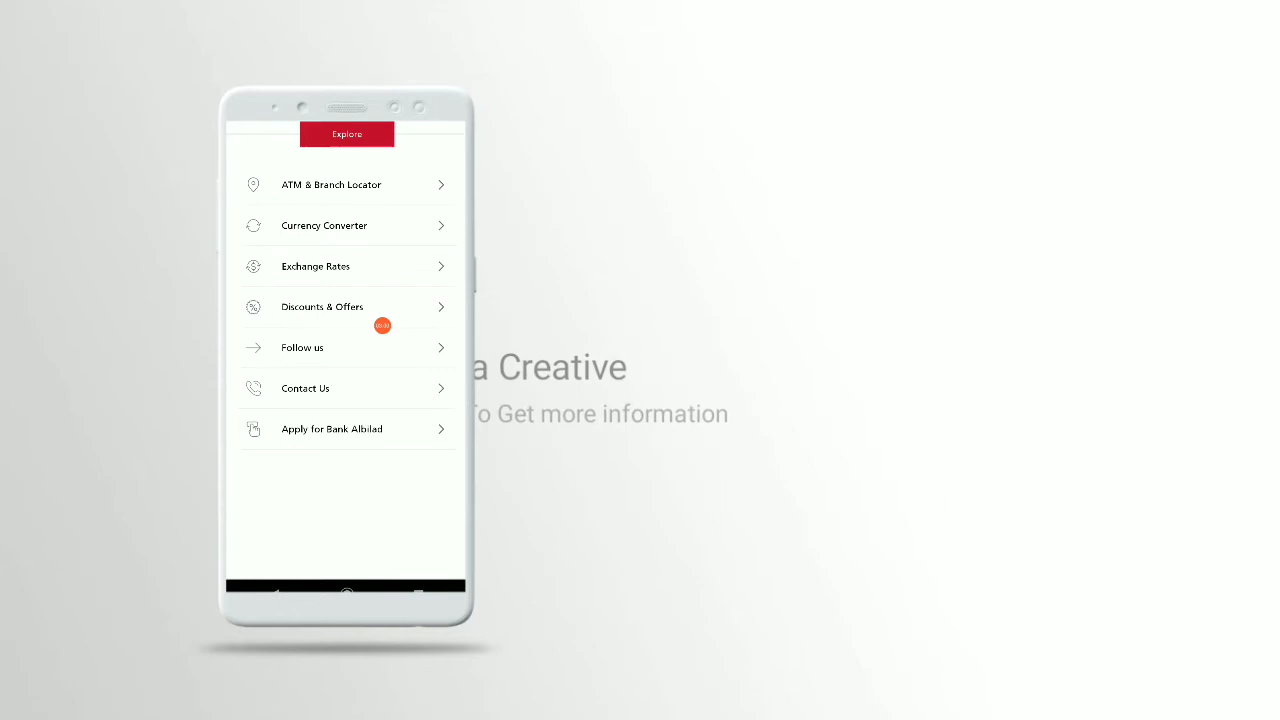 Explore
ATM & Branch Locator
Currency Converter
Exchange Rates
Discounts & Offers
Follow us
a Creative
Contact Us
To Get more information
Apply for Bank Albilad